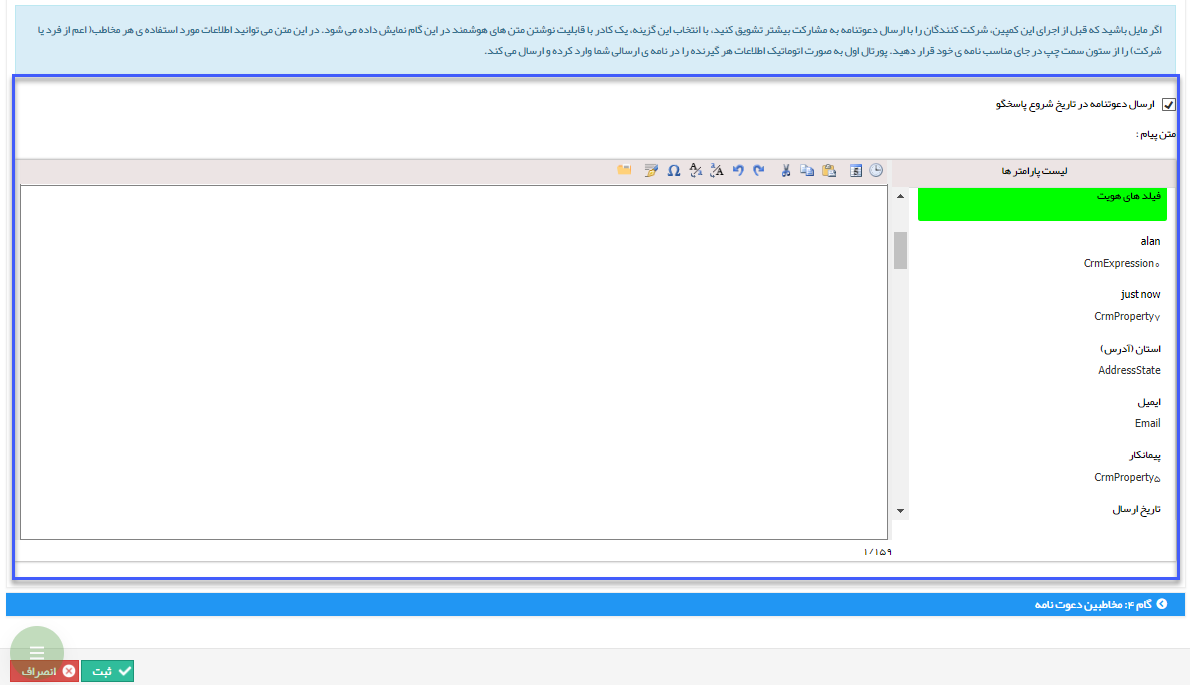 اگر مایل باشید که قبل از اجرای این کمپین، شرکت کنندگان را با ارسال دعوتنامه به مشارکت بیشتر تشویق کنید، با انتخاب این گزینه، یک کادر با قابلیت نوشتن متن های هوشمند در این گام نمایش داده می شود. در این متن می توانید اطلاعات مورد استفاده ی هر مخاطب( اعم از فرد یا
شرکت) را از ستون سمت چپ در جای مناسب نامه ی خود قرار دهید. پورتال اول به صورت اتوماتیک اطلاعات هر گیرنده را در نامه ی ارسالی شما وارد کرده و ارسال می کند.
ارسال دعوتنامه در تاریخ شروع پاسخگو
متن پیام :
لیست پارامتر ها
فیلد های هویت
alan
CrmExpression۰
just now
CrmProperty۷
استان (آدرس)
AddressState
ایمیل
Email
پیمانکار
CrmProperty۵
تاریخ ارسال
۱/۱۵۹
گام ۴: مخاطبین دعوت نامه
ثبت
انصراف